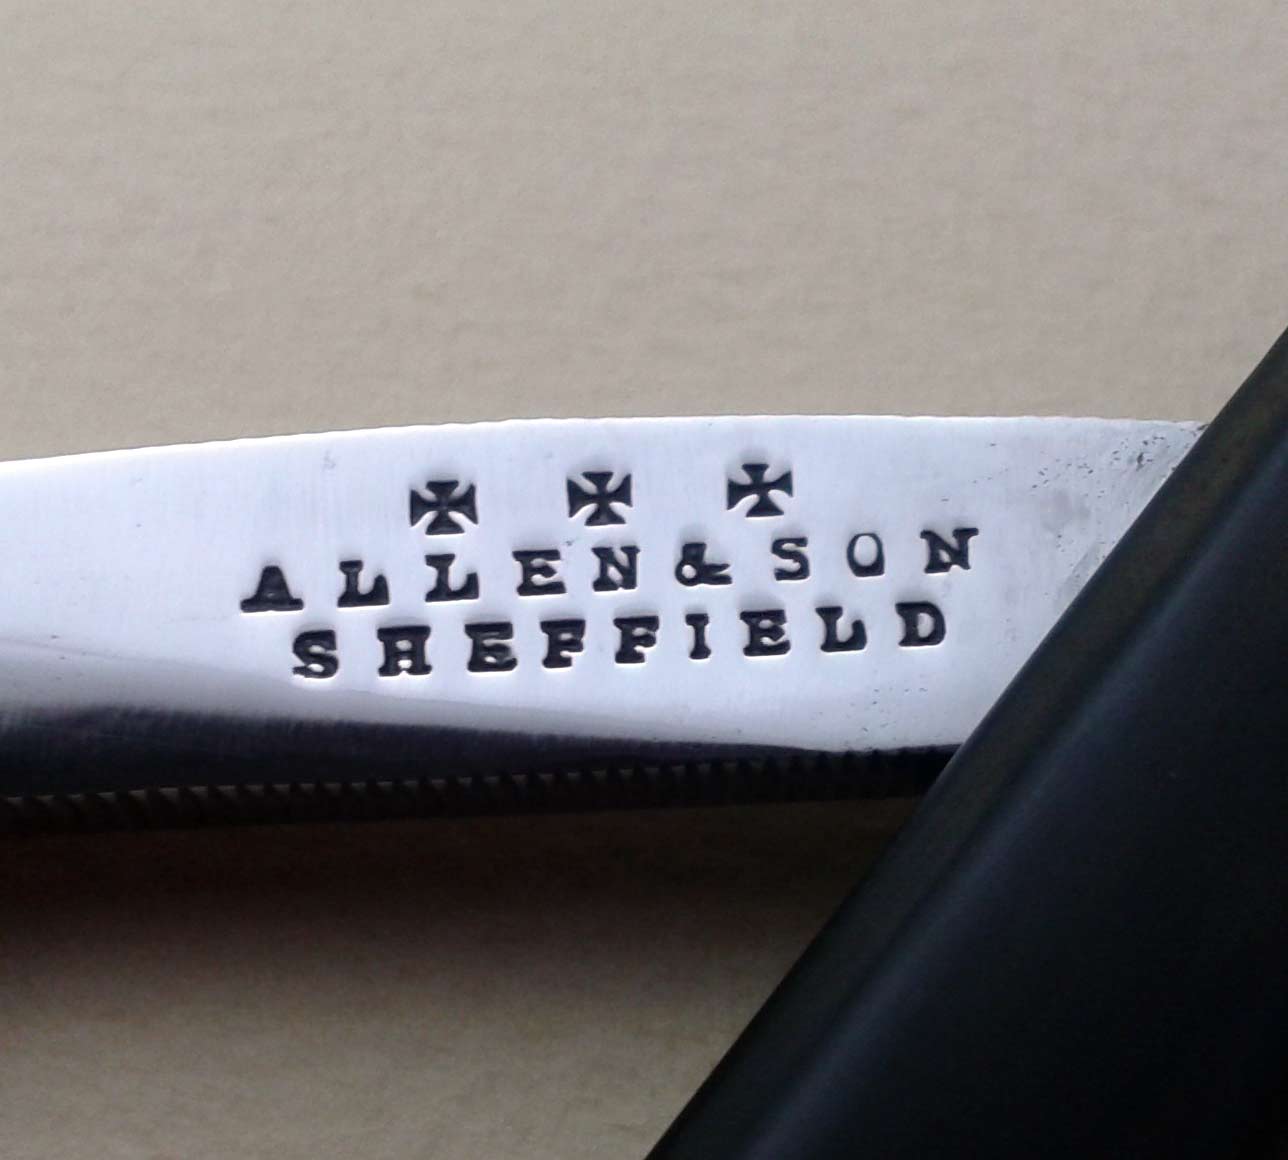 ✠ ✠ ✠
ALLEN & SON
SHEFFIELD